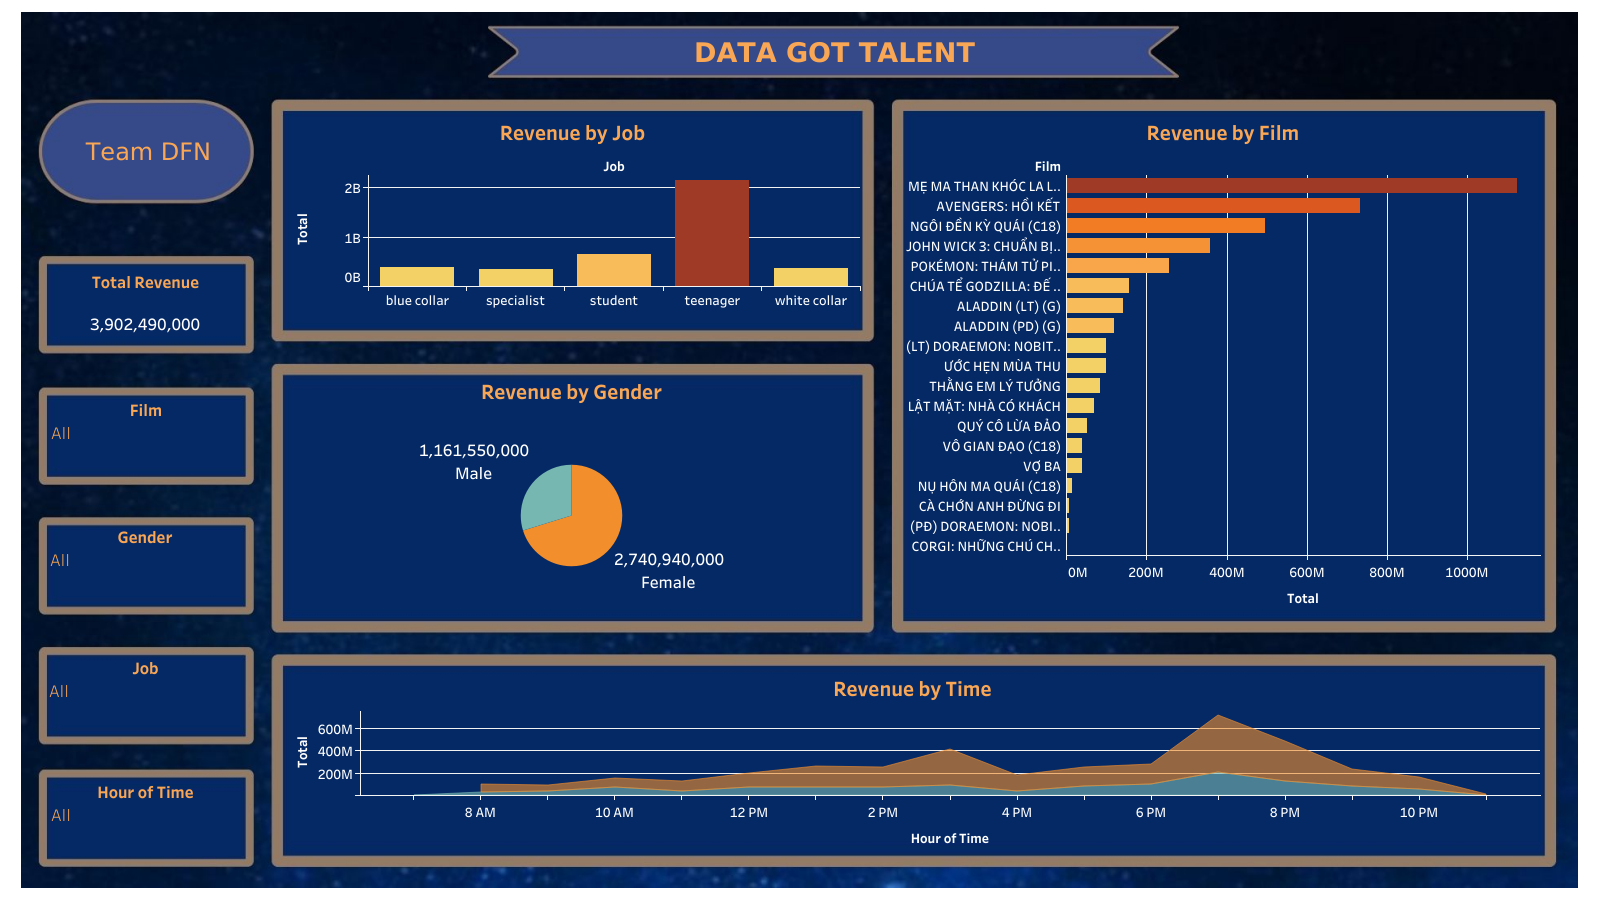 DATA GOT TALENT
Team DFN
Total Revenue
3,902,490,000
Film
All
Gender
All
Job
All
Hour of Time
All
Revenue by Job
Job
Total
2B
1B
0B
blue collar
specialist
student
teenager
white collar
Revenue by Gender
1,161,550,000
Male
2,740,940,000
Female
Revenue by Film
Film
MẸ MA THAN KHÓC LA L..
AVENGERS: HỒI KẾT
NGÔI ĐỀN KỲ QUÁI (C18)
JOHN WICK 3: CHUẨN BỊ..
POKÉMON: THÁM TỬ PI..
CHÚA TỂ GODZILLA: ĐẾ ..
ALADDIN (LT) (G)
ALADDIN (PD) (G)
(LT) DORAEMON: NOBIT..
ƯỚC HẸN MÙA THU
THẰNG EM LÝ TƯỞNG
LẬT MẶT: NHÀ CÓ KHÁCH
QUÝ CÔ LỪA ĐẢO
VÔ GIAN ĐẠO (C18)
VỢ BA
NỤ HÔN MA QUÁI (C18)
CÀ CHỚN ANH ĐỪNG ĐI
(PĐ) DORAEMON: NOBI..
CORGI: NHỮNG CHÚ CH..
0M
200M
400M
600M
800M
1000M
Total
Revenue by Time
Total
600M
400M
200M
8 AM
10 AM
12 PM
2 PM
4 PM
6 PM
8 PM
10 PM
Hour of Time